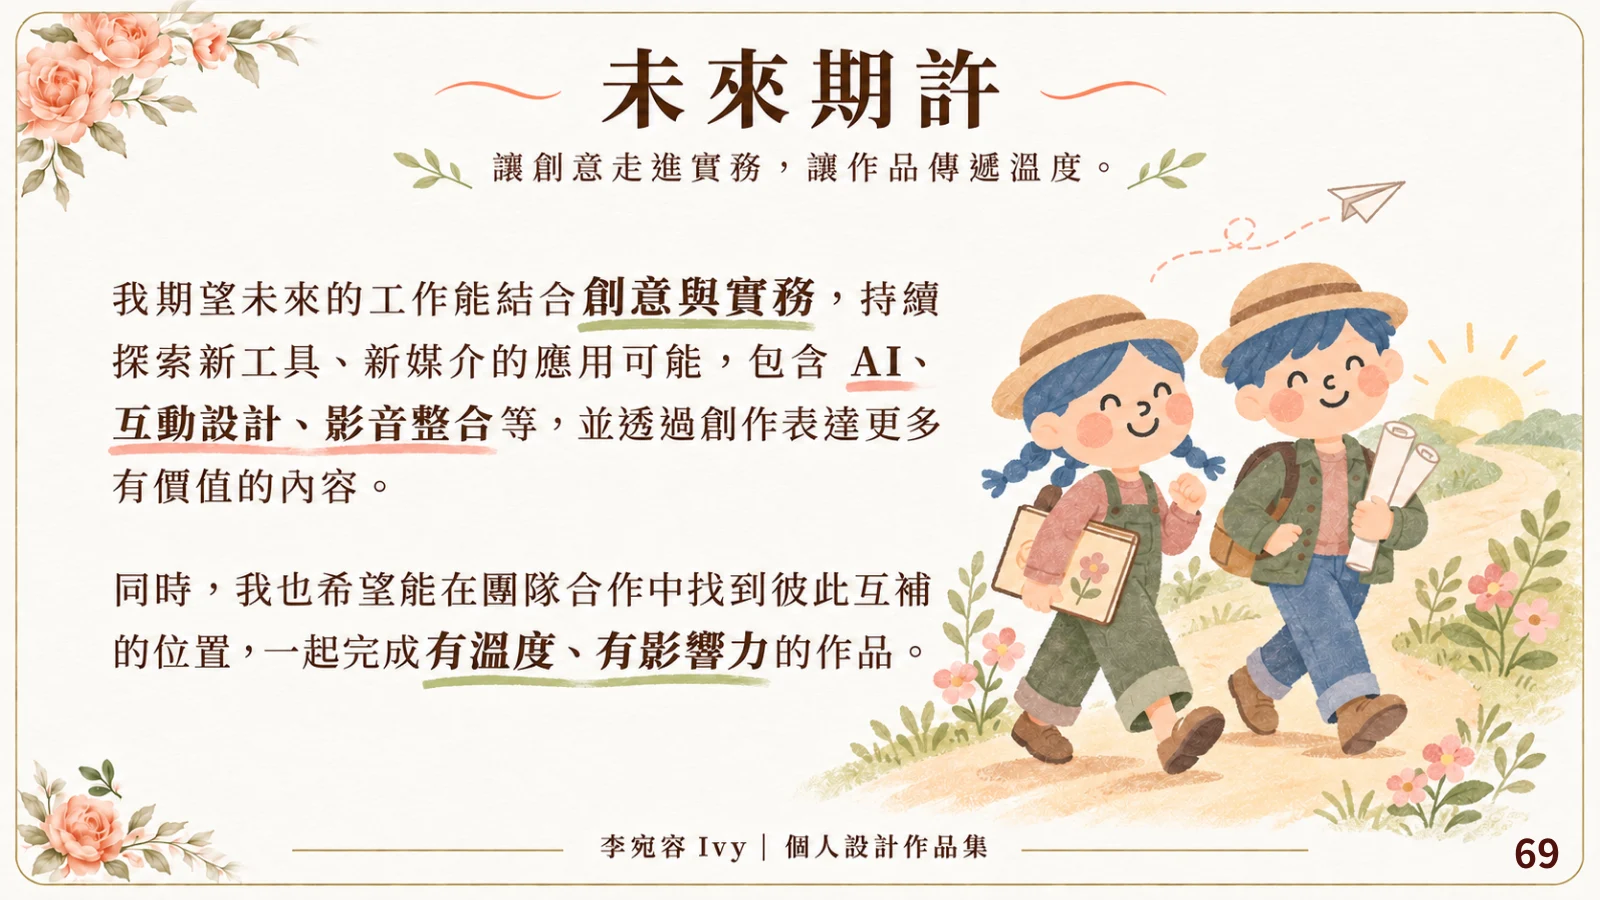 未來期許
讓創意走進實務，讓作品傳遞溫度。
我期望未來的工作能結合創意與實務，持續
探索新工具、新媒介的應用可能，包含 AI、
互動設計、影音整合等，並透過創作表達更多
有價值的內容。
同時，我也希望能在團隊合作中找到彼此互補
的位置，一起完成有溫度、有影響力的作品。
李宛容 Ivy｜個人設計作品集
69